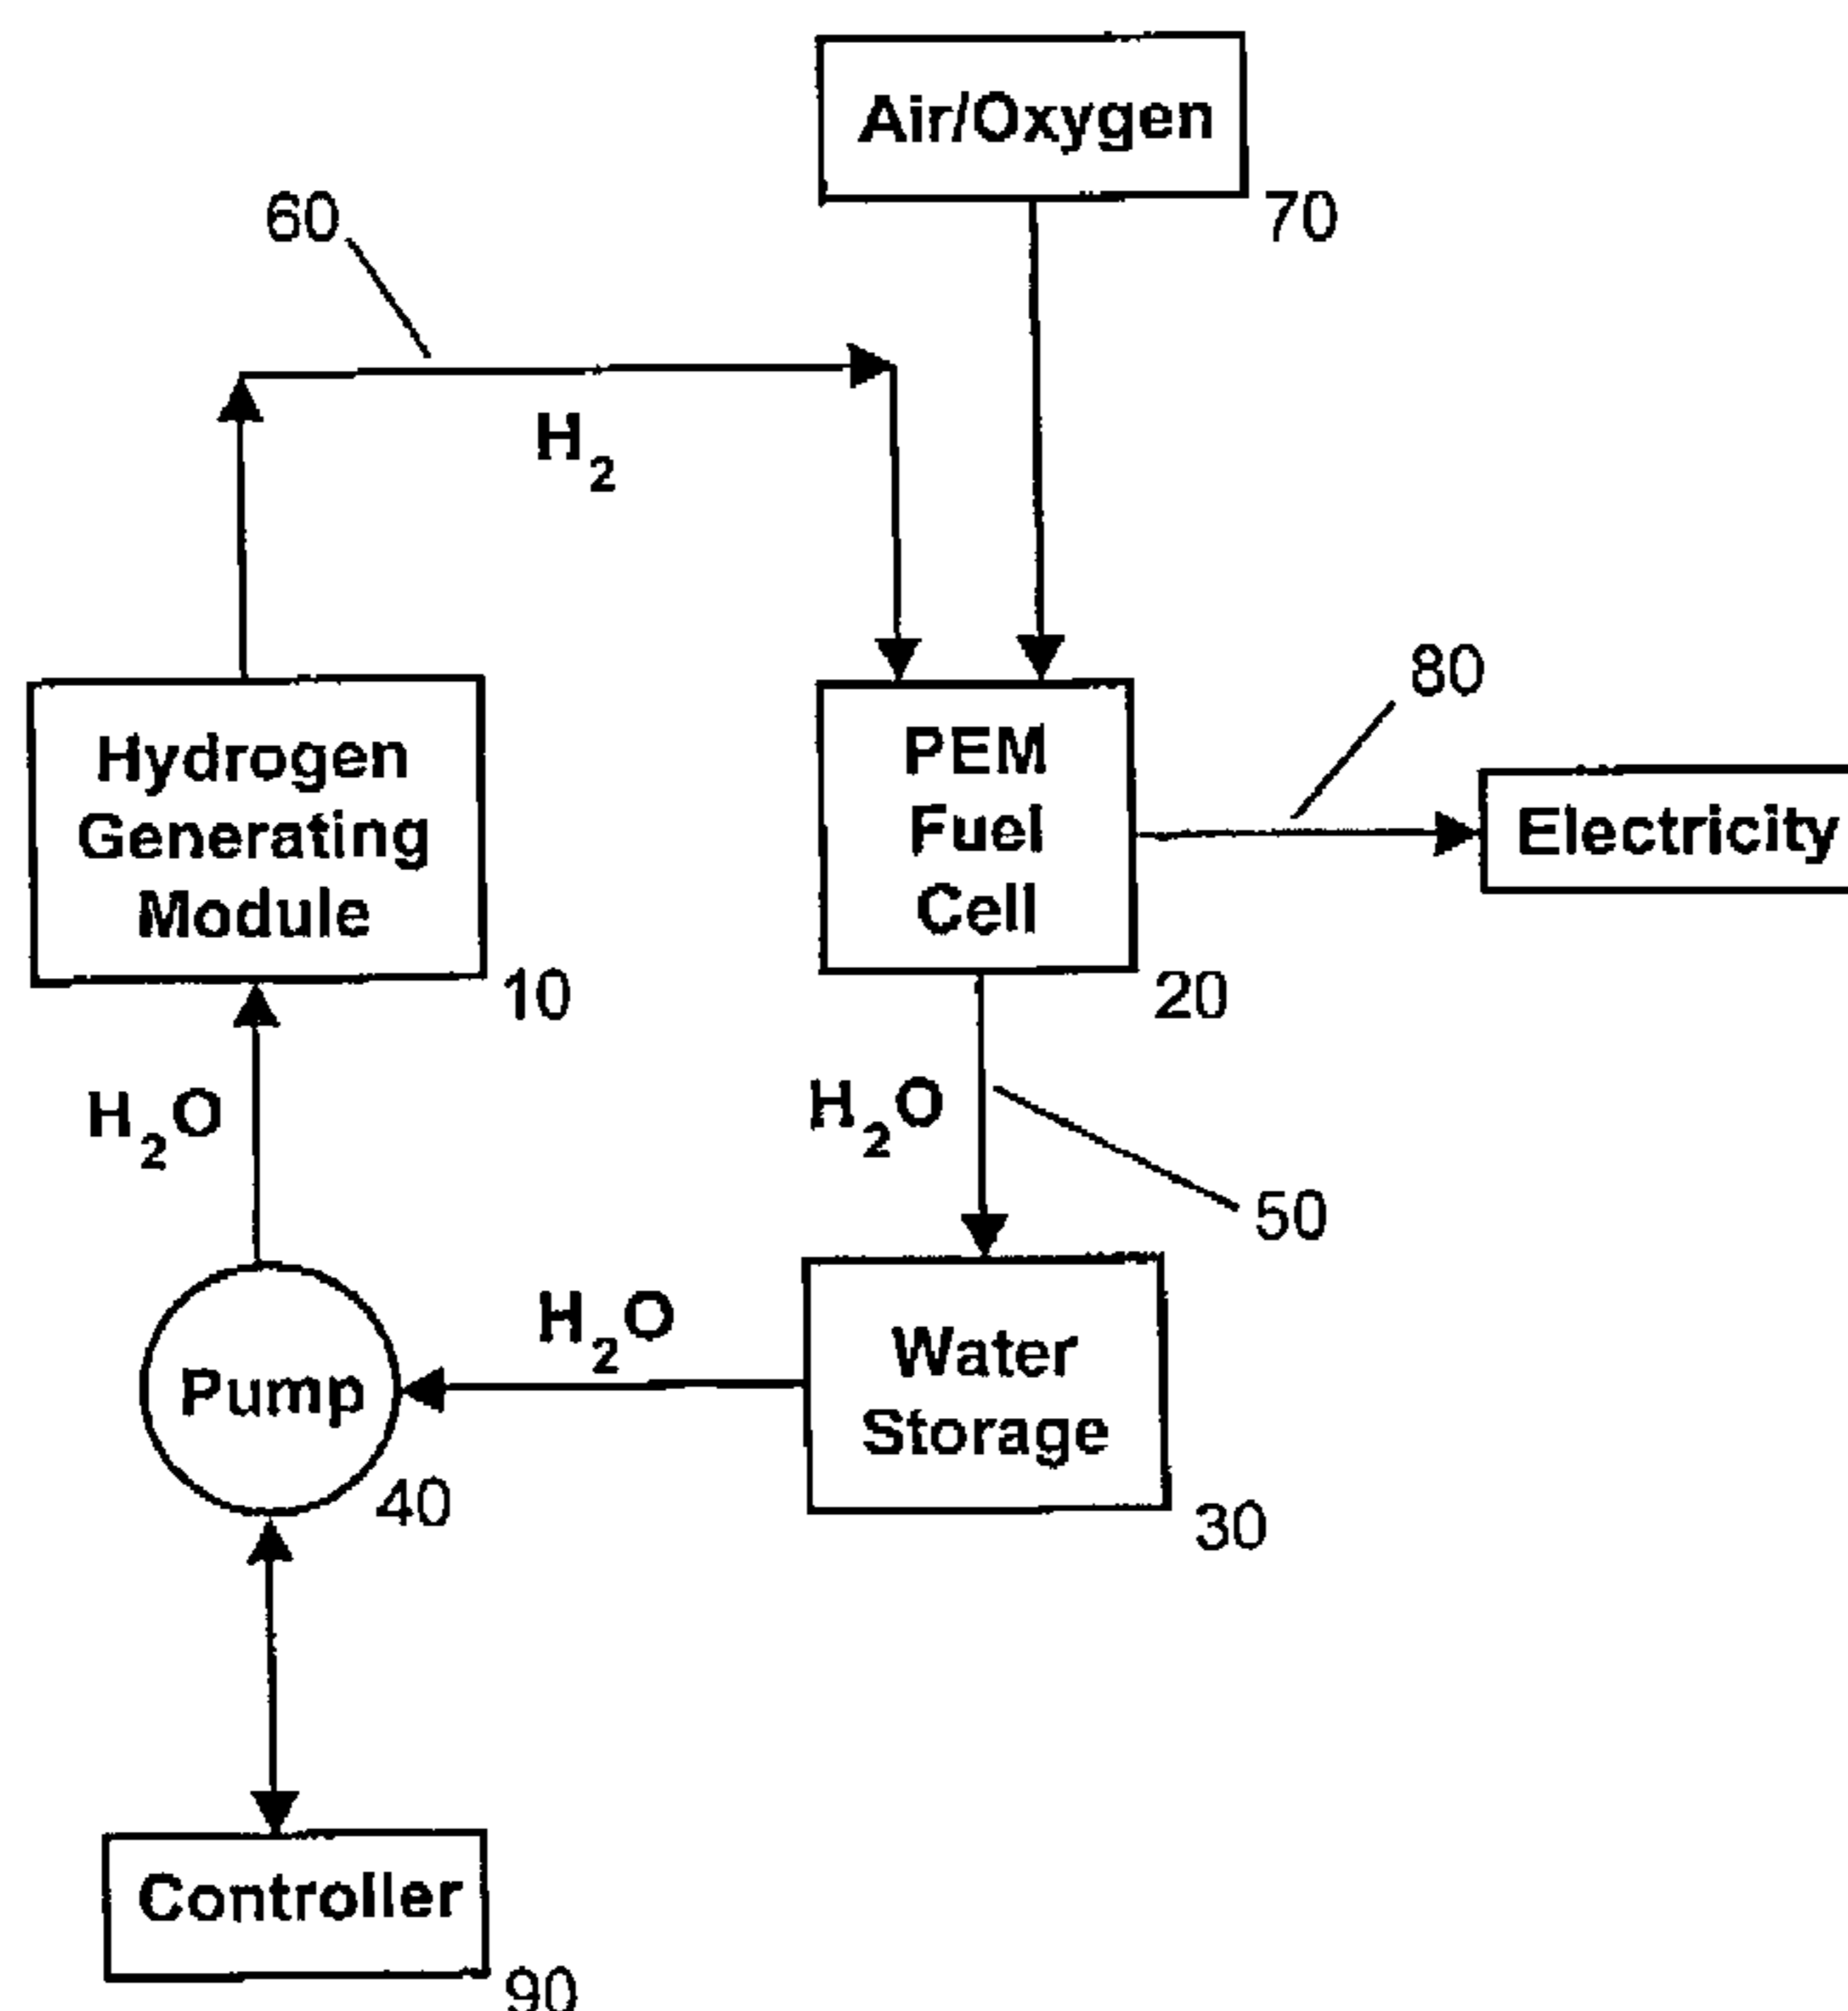 Air/Oxygen
70
60
H2
Hydrogen
Generating
Module
10
PEM
Fuel
Cell
20
80
Electricity
H2O
H2O
50
Pump
40
H2O
Water
Storage
30
Controller
90